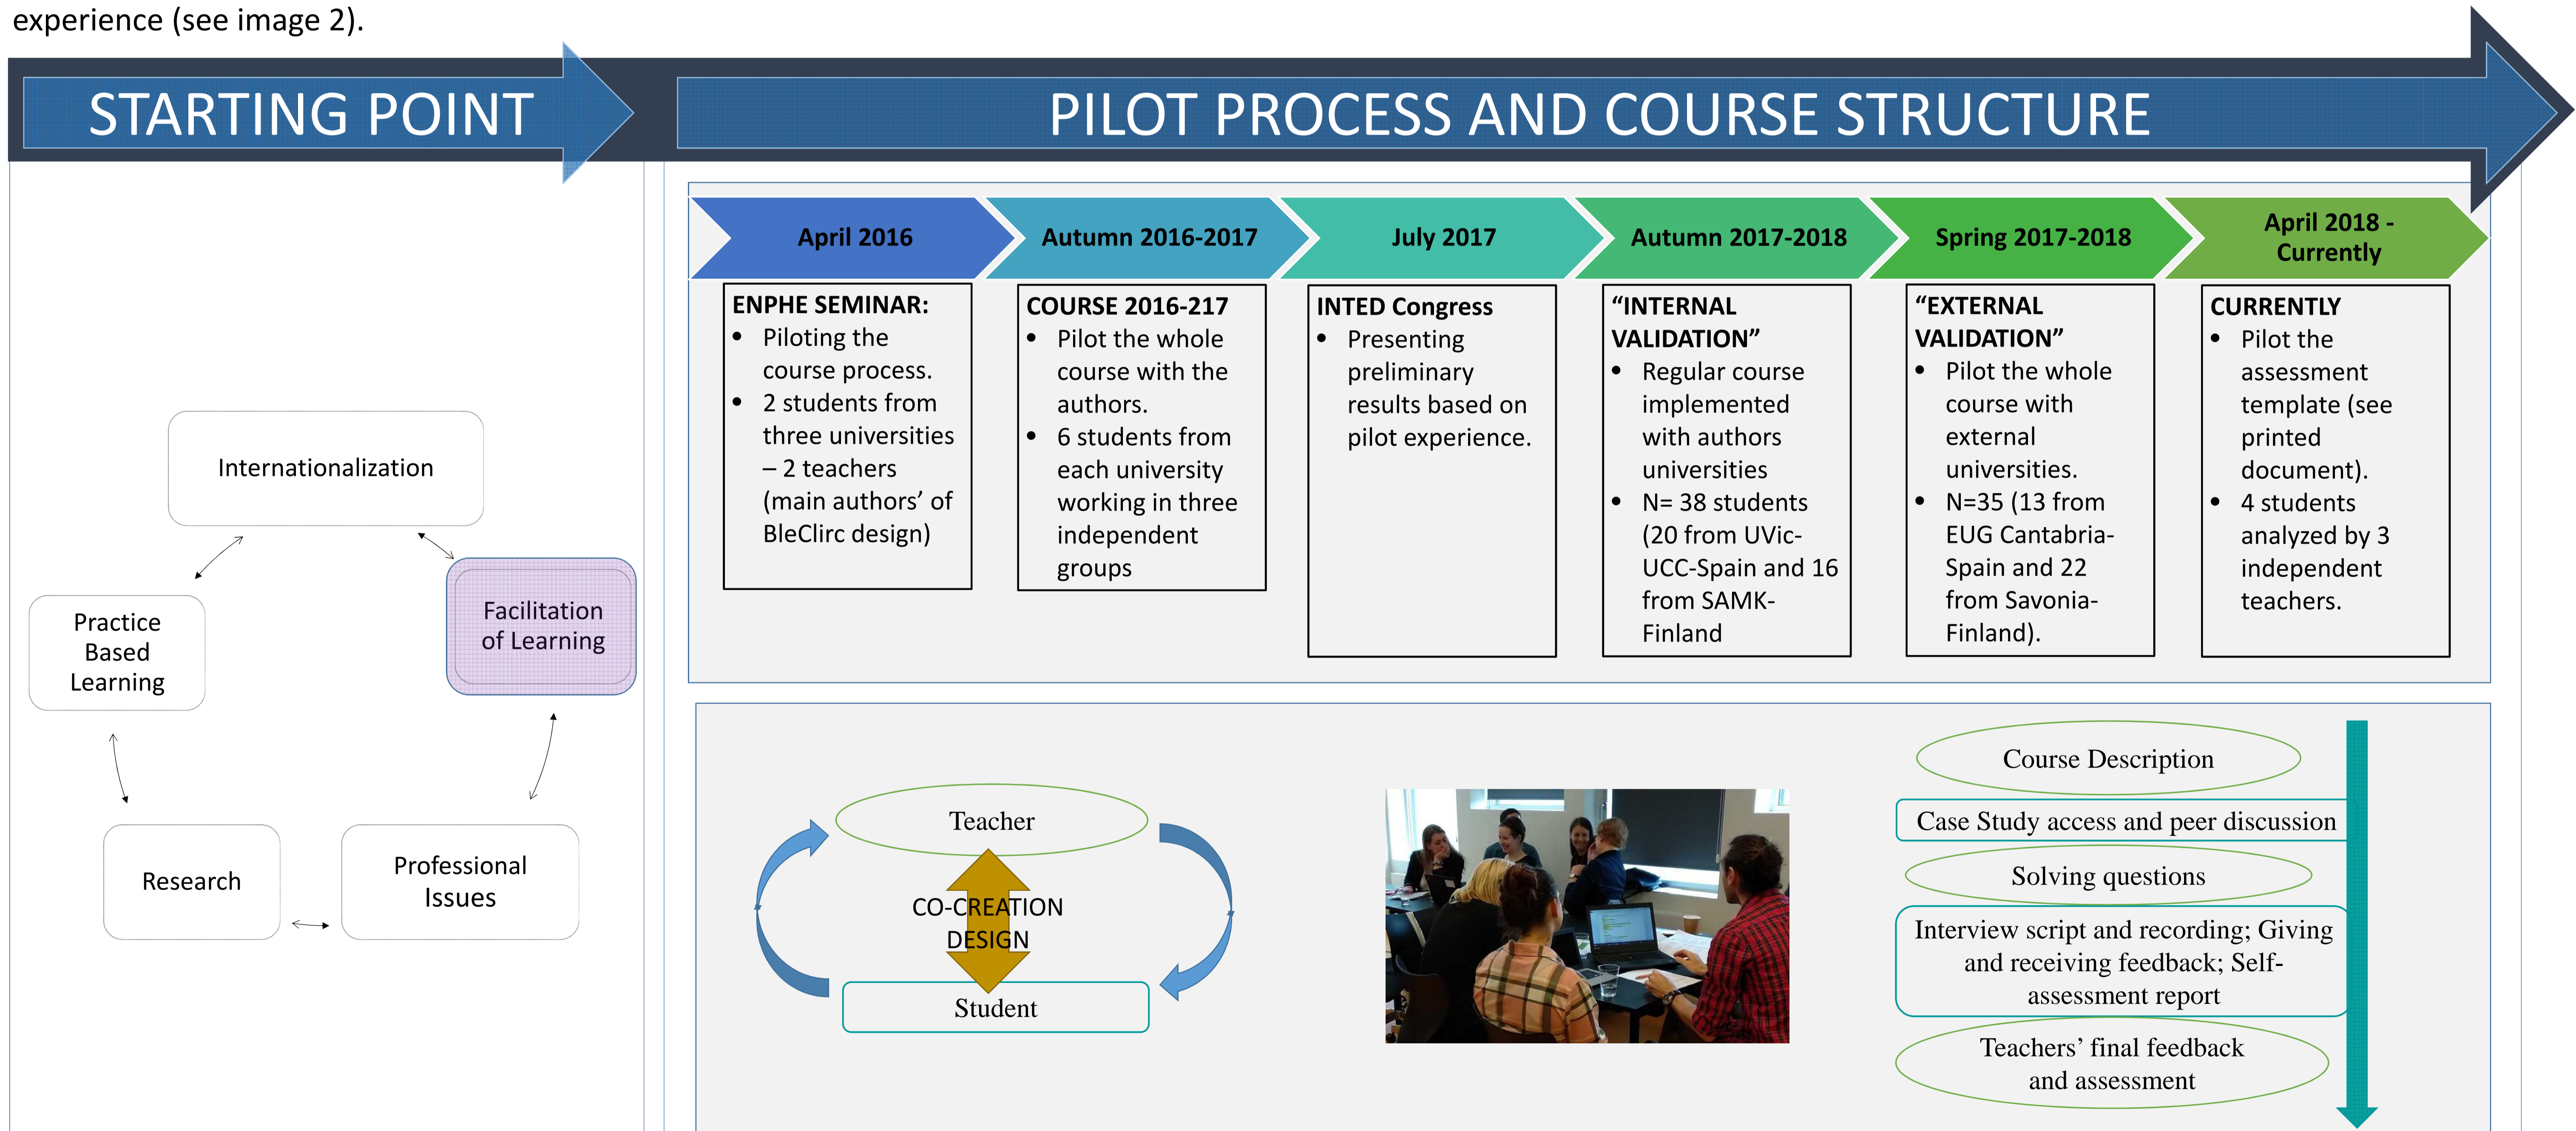 experience (see image 2).
STARTING POINT
PILOT PROCESS AND COURSE STRUCTURE
Internationalization
Facilitation
of Learning
Practice
Based
Learning
Research
Professional
Issues
April 2016
ENPHE SEMINAR:
• Piloting the
course process.
• 2 students from
three universities
– 2 teachers
(main authors’ of
BleClirc design)
Autumn 2016-2017
COURSE 2016-217
• Pilot the whole
course with the
authors.
• 6 students from
each university
working in three
independent
groups
July 2017
INTED Congress
• Presenting
preliminary
results based on
pilot experience.
Autumn 2017-2018
“INTERNAL
VALIDATION”
• Regular course
implemented
with authors
universities
• N= 38 students
(20 from UVic-
UCC-Spain and 16
from SAMK-
Finland
Spring 2017-2018
“EXTERNAL
VALIDATION”
• Pilot the whole
course with
external
universities.
• N=35 (13 from
EUG Cantabria-
Spain and 22
from Savonia-
Finland).
April 2018 -
Currently
CURRENTLY
• Pilot the
assessment
template (see
printed
document).
• 4 students
analyzed by 3
independent
teachers.
Teacher
CO-CREATION
DESIGN
Student
Course Description
Case Study access and peer discussion
Solving questions
Interview script and recording; Giving
and receiving feedback; Self-
assessment report
Teachers’ final feedback
and assessment